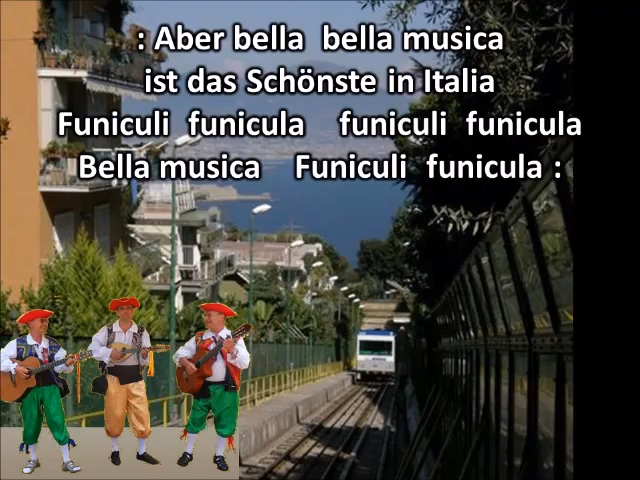 : Aber bella bella musica
ist das Schönste in Italia
Funiculi funicula funiculi funicula
Bella musica Funiculi funicula :